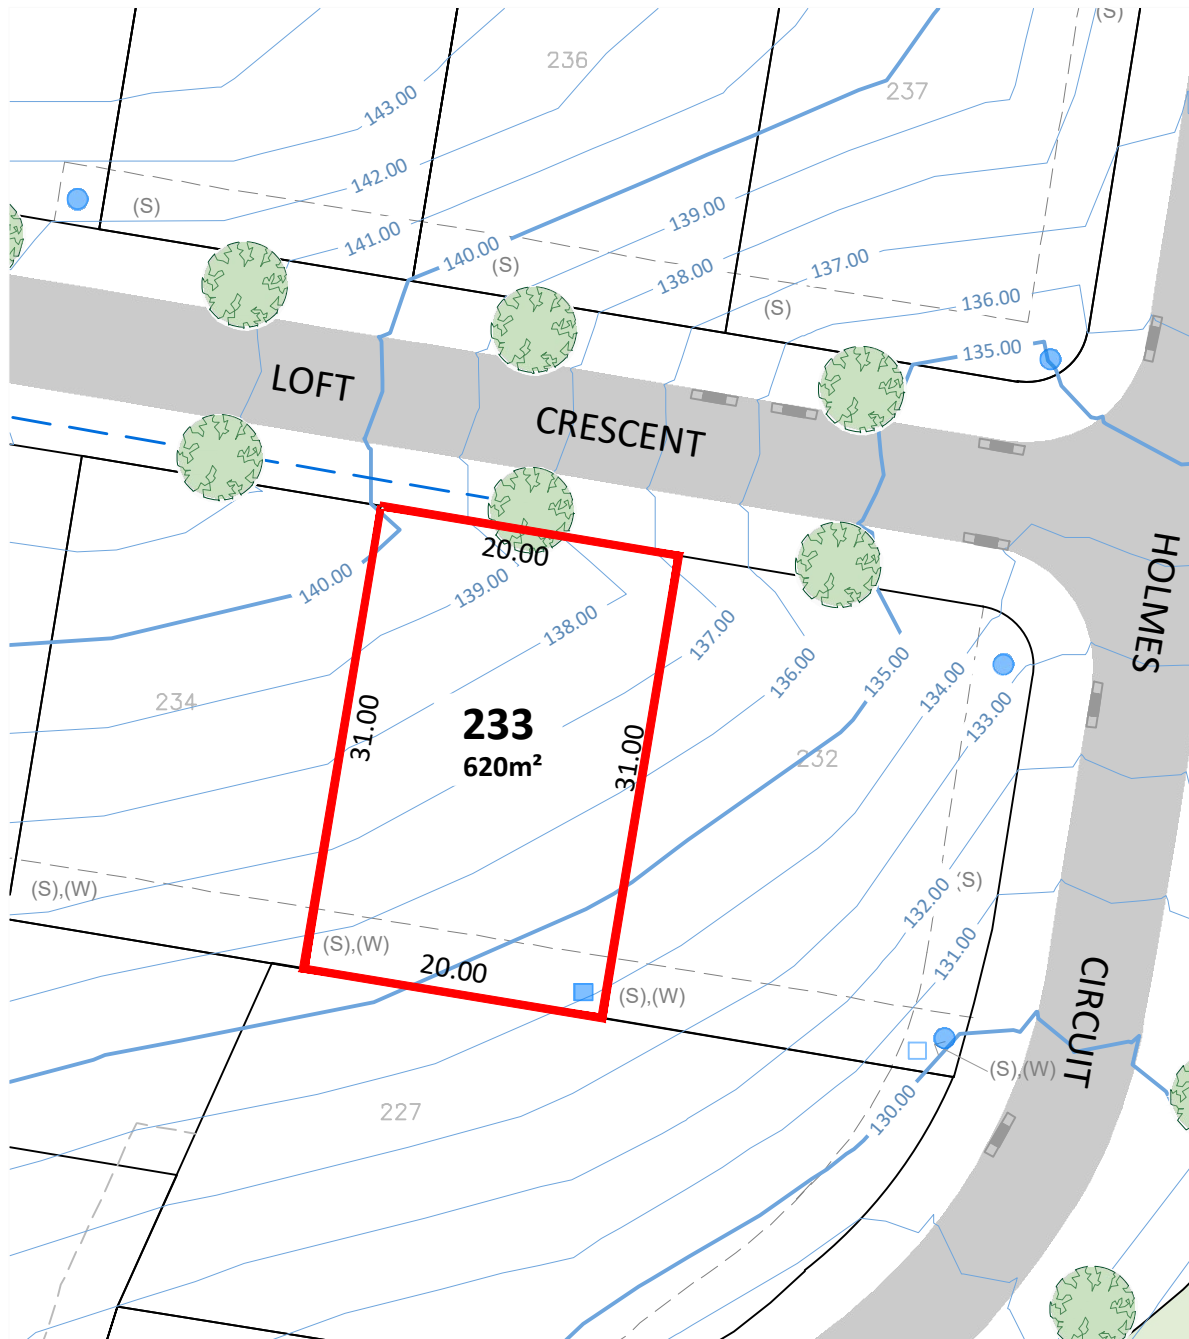 (S)
236
237
143.00
142.00
(S)
139.00
141.00
140.00
(S)
138.00
137.00
136.00
(S)
135.00
LOFT
CRESCENT
HOLMES
20.00
140.00
139.00
138.00
137.00
136.00
135.00
134.00
133.00
234
31.00
233
620m²
31.00
232
(S),(W)
(S)
132.00
131.00
(S),(W)
20.00
(S),(W)
CIRCUIT
(S),(W)
130.00
227